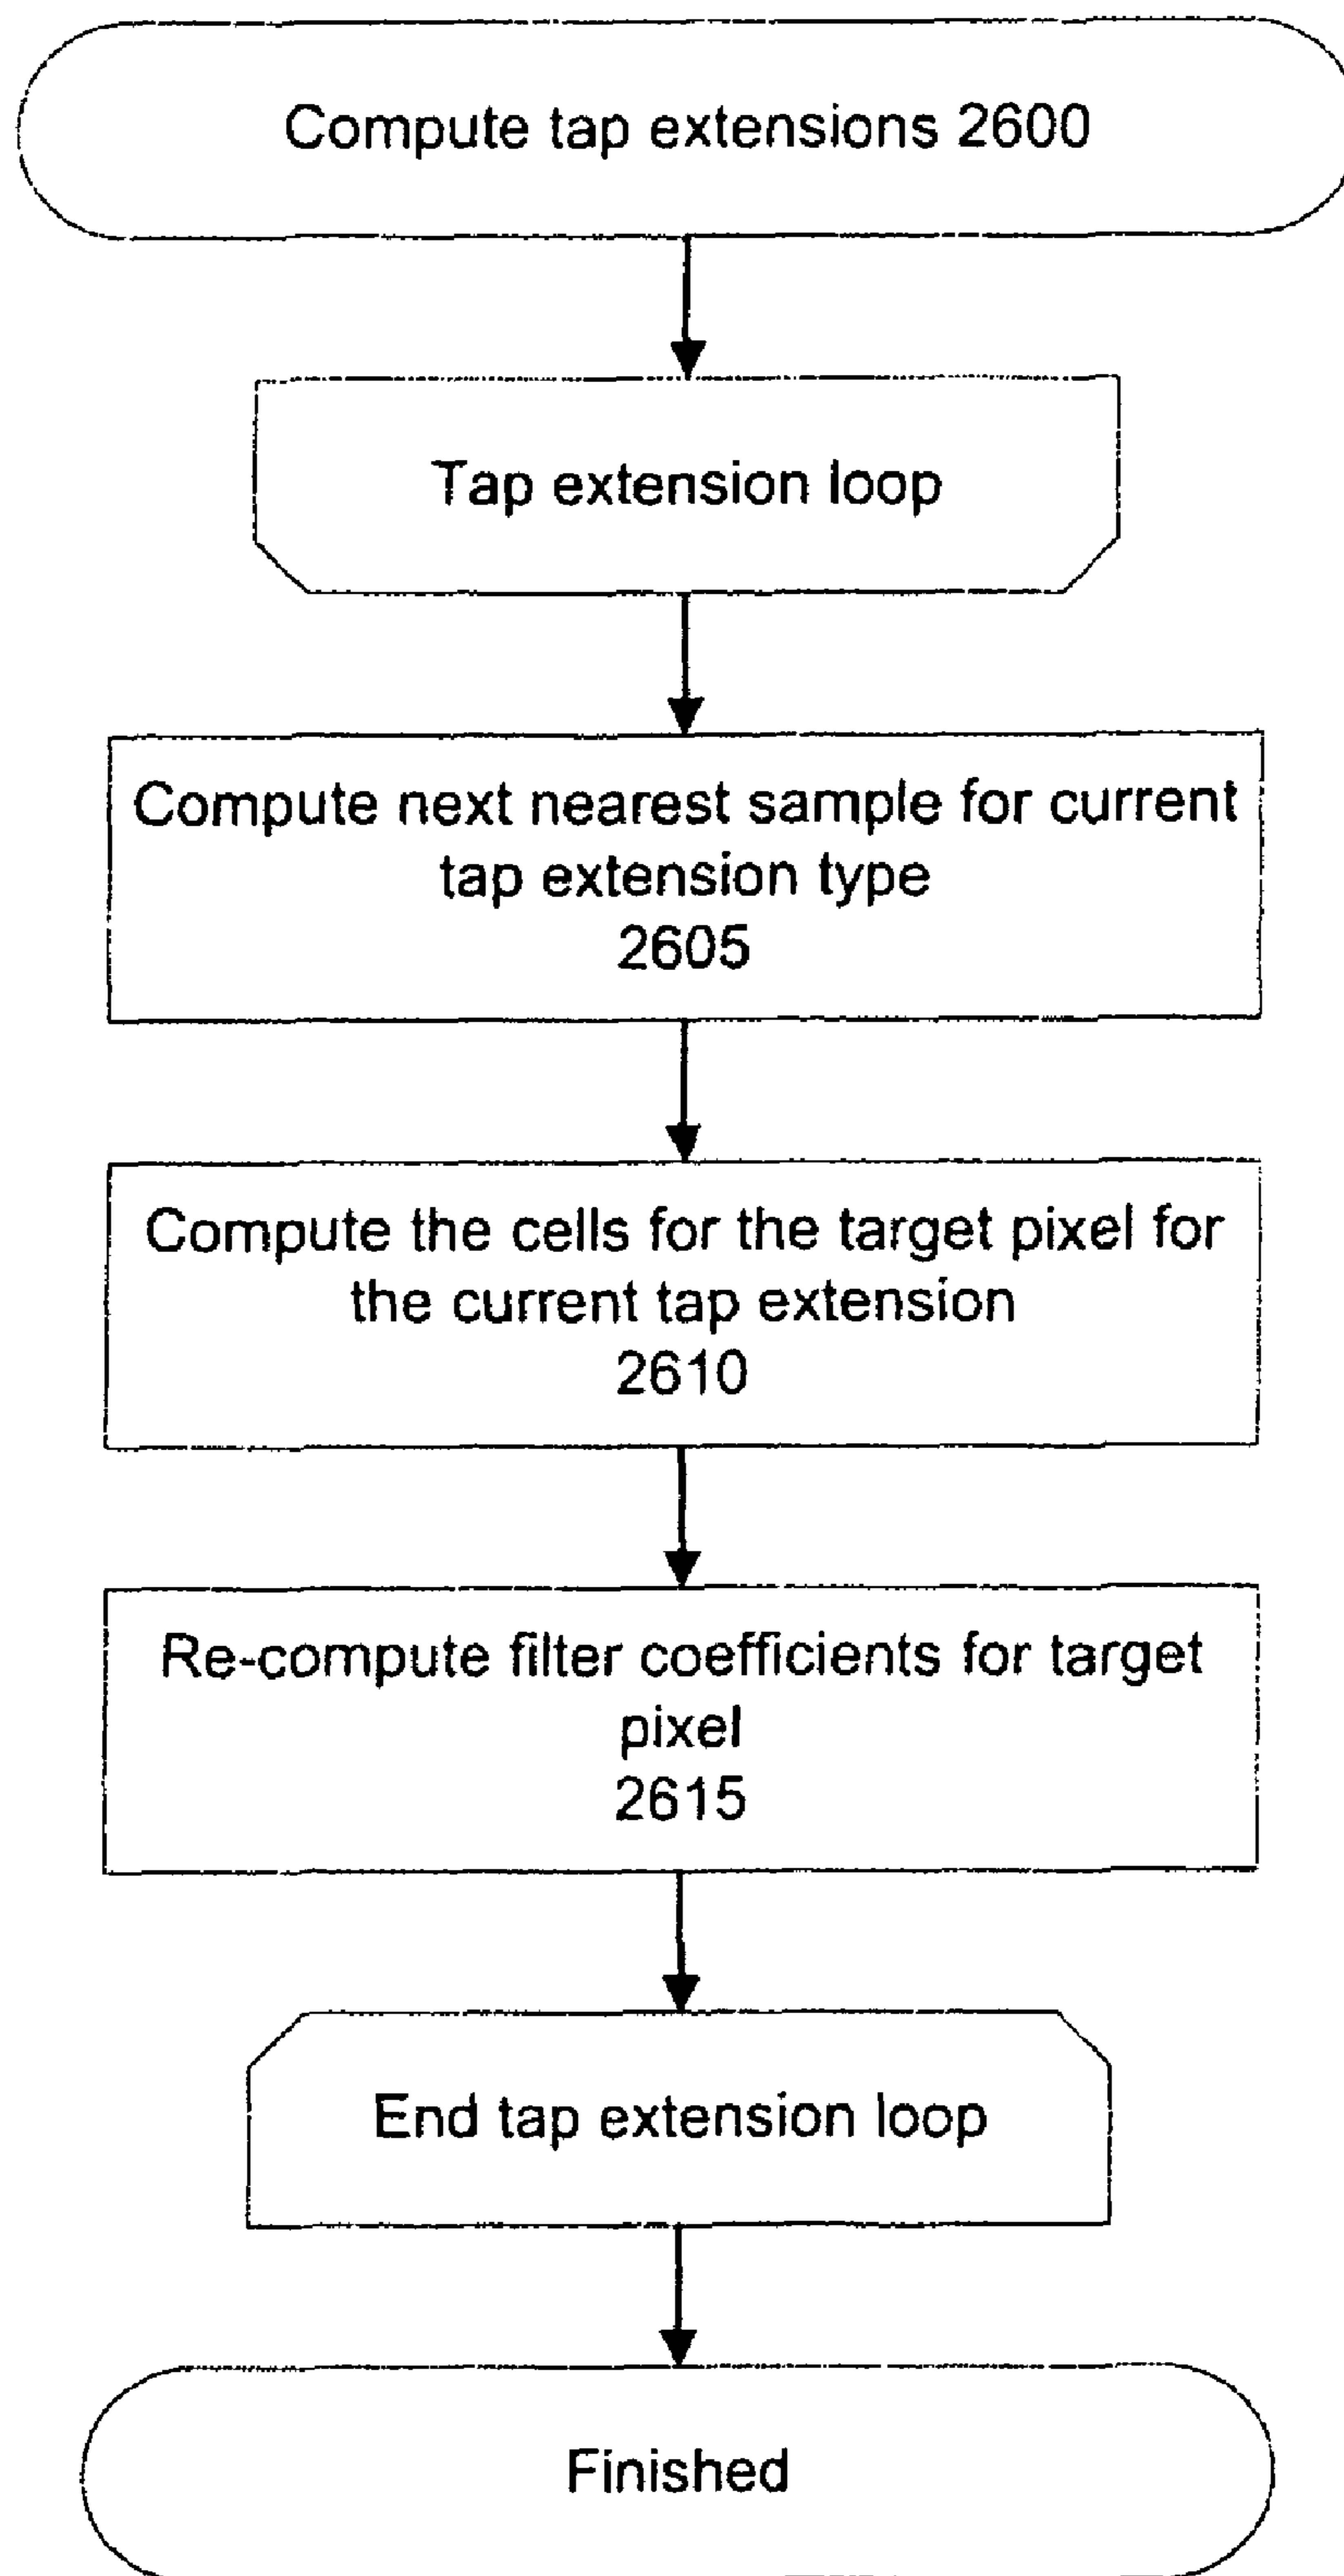 Compute tap extensions 2600
Tap extension loop
Compute next nearest sample for current
tap extension type
2605
Compute the cells for the target pixel for
the current tap extension
2610
Re-compute filter coefficients for target
pixel
2615
End tap extension loop
Finished